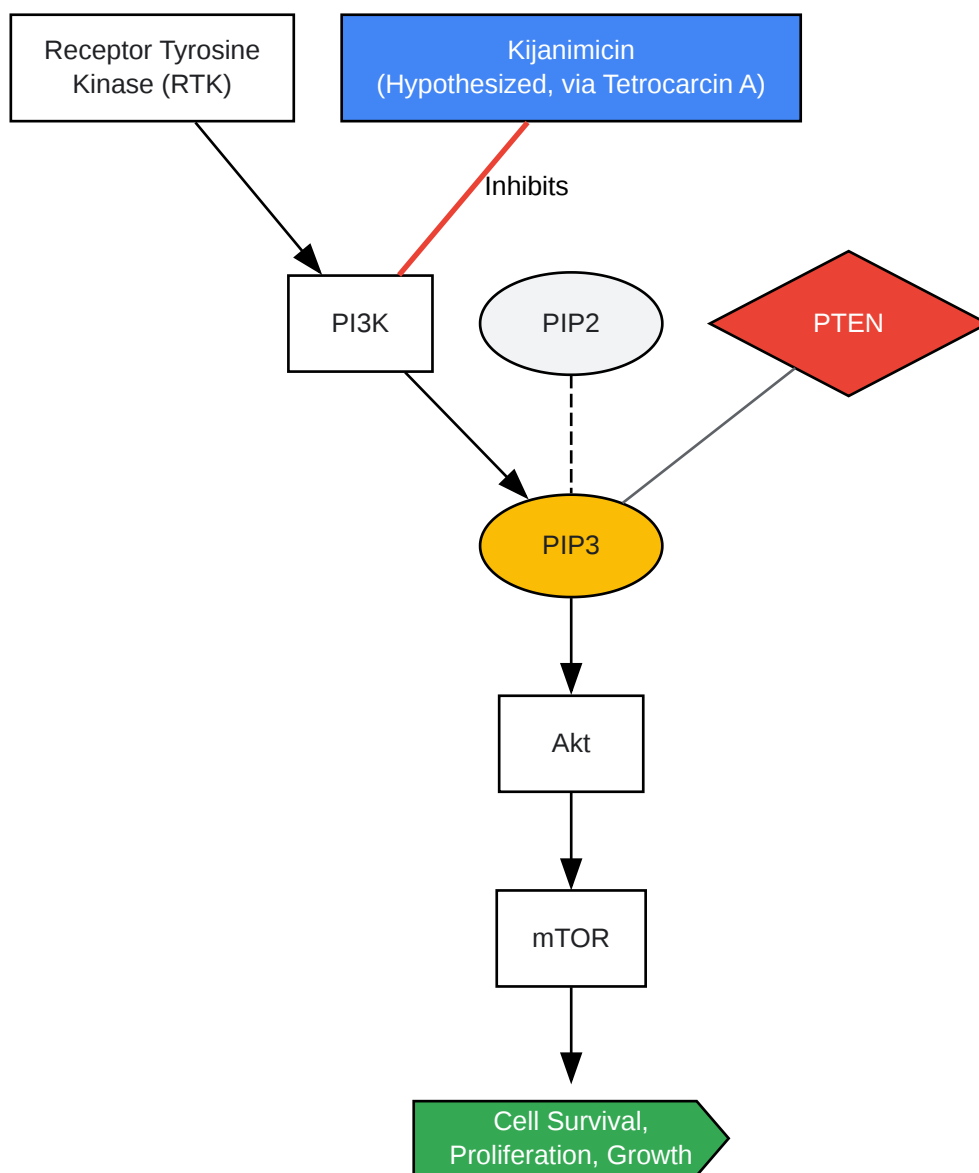 Receptor Tyrosine
Kinase (RTK)
Kijanimicin
(Hypothesized, via Tetrocarcin A)
Inhibits
PI3K
PIP2
PTEN
PIP3
Akt
mTOR
Cell Survival,
Proliferation, Growth